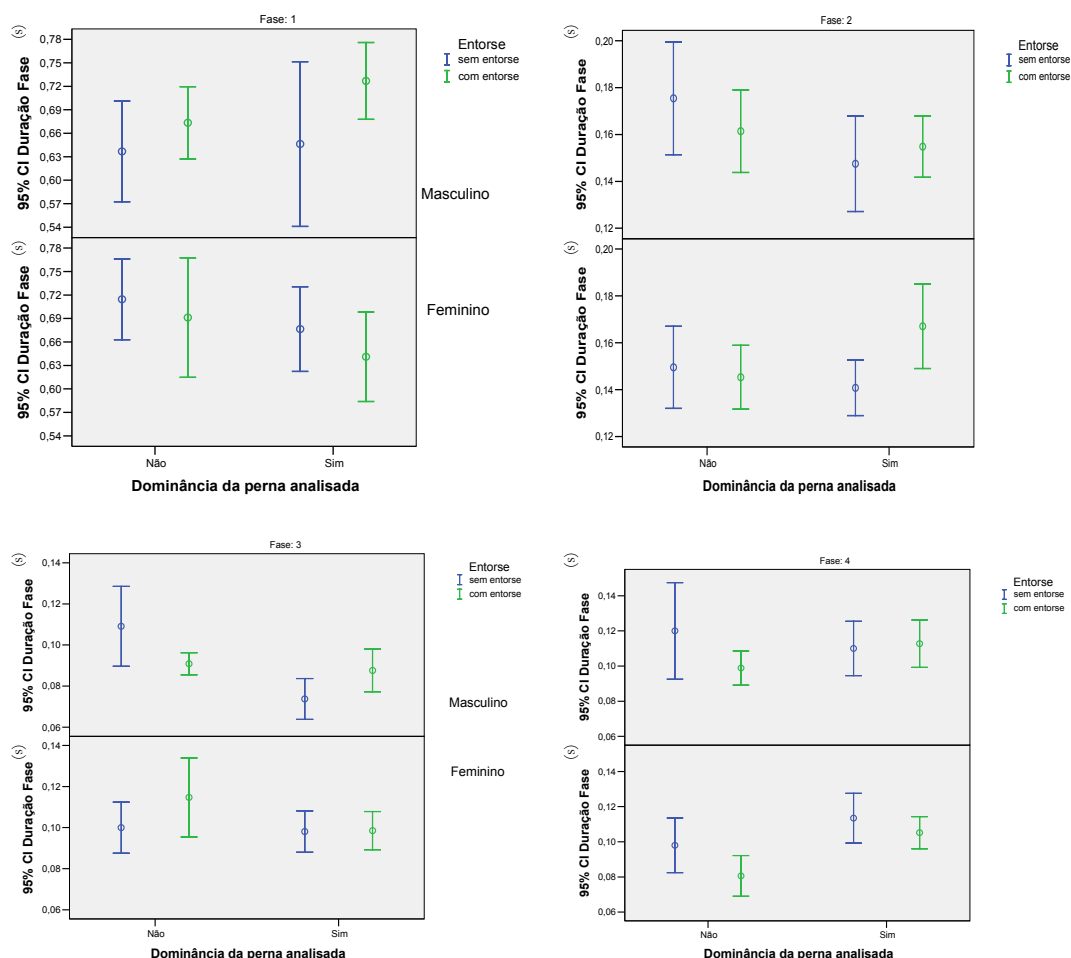 Fase: 1
(s)
0,78
0,75
0,72
0,69
0,66
0,63
0,60
0,57
0,54
95% CI Duração Fase
Entorse
sem entorse
com entorse
Masculino
(s)
0,78
0,75
0,72
0,69
0,66
0,63
0,60
0,57
0,54
95% CI Duração Fase
Feminino
Não
Sim
Dominância da perna analisada
Fase: 2
(s)
0,20
0,18
0,16
0,14
0,12
95% CI Duração Fase
Entorse
sem entorse
com entorse
(s)
0,20
0,18
0,16
0,14
0,12
95% CI Duração Fase
Não
Sim
Dominância da perna analisada
Fase: 3
(s)
0,14
0,12
0,10
0,08
0,06
95% CI Duração Fase
Entorse
sem entorse
com entorse
Masculino
(s)
0,14
0,12
0,10
0,08
0,06
95% CI Duração Fase
Feminino
Não
Sim
Dominância da perna analisada
Fase: 4
(s)
0,14
0,12
0,10
0,08
0,06
95% CI Duração Fase
Entorse
sem entorse
com entorse
(s)
0,14
0,12
0,10
0,08
0,06
95% CI Duração Fase
Não
Sim
Dominância da perna analisada